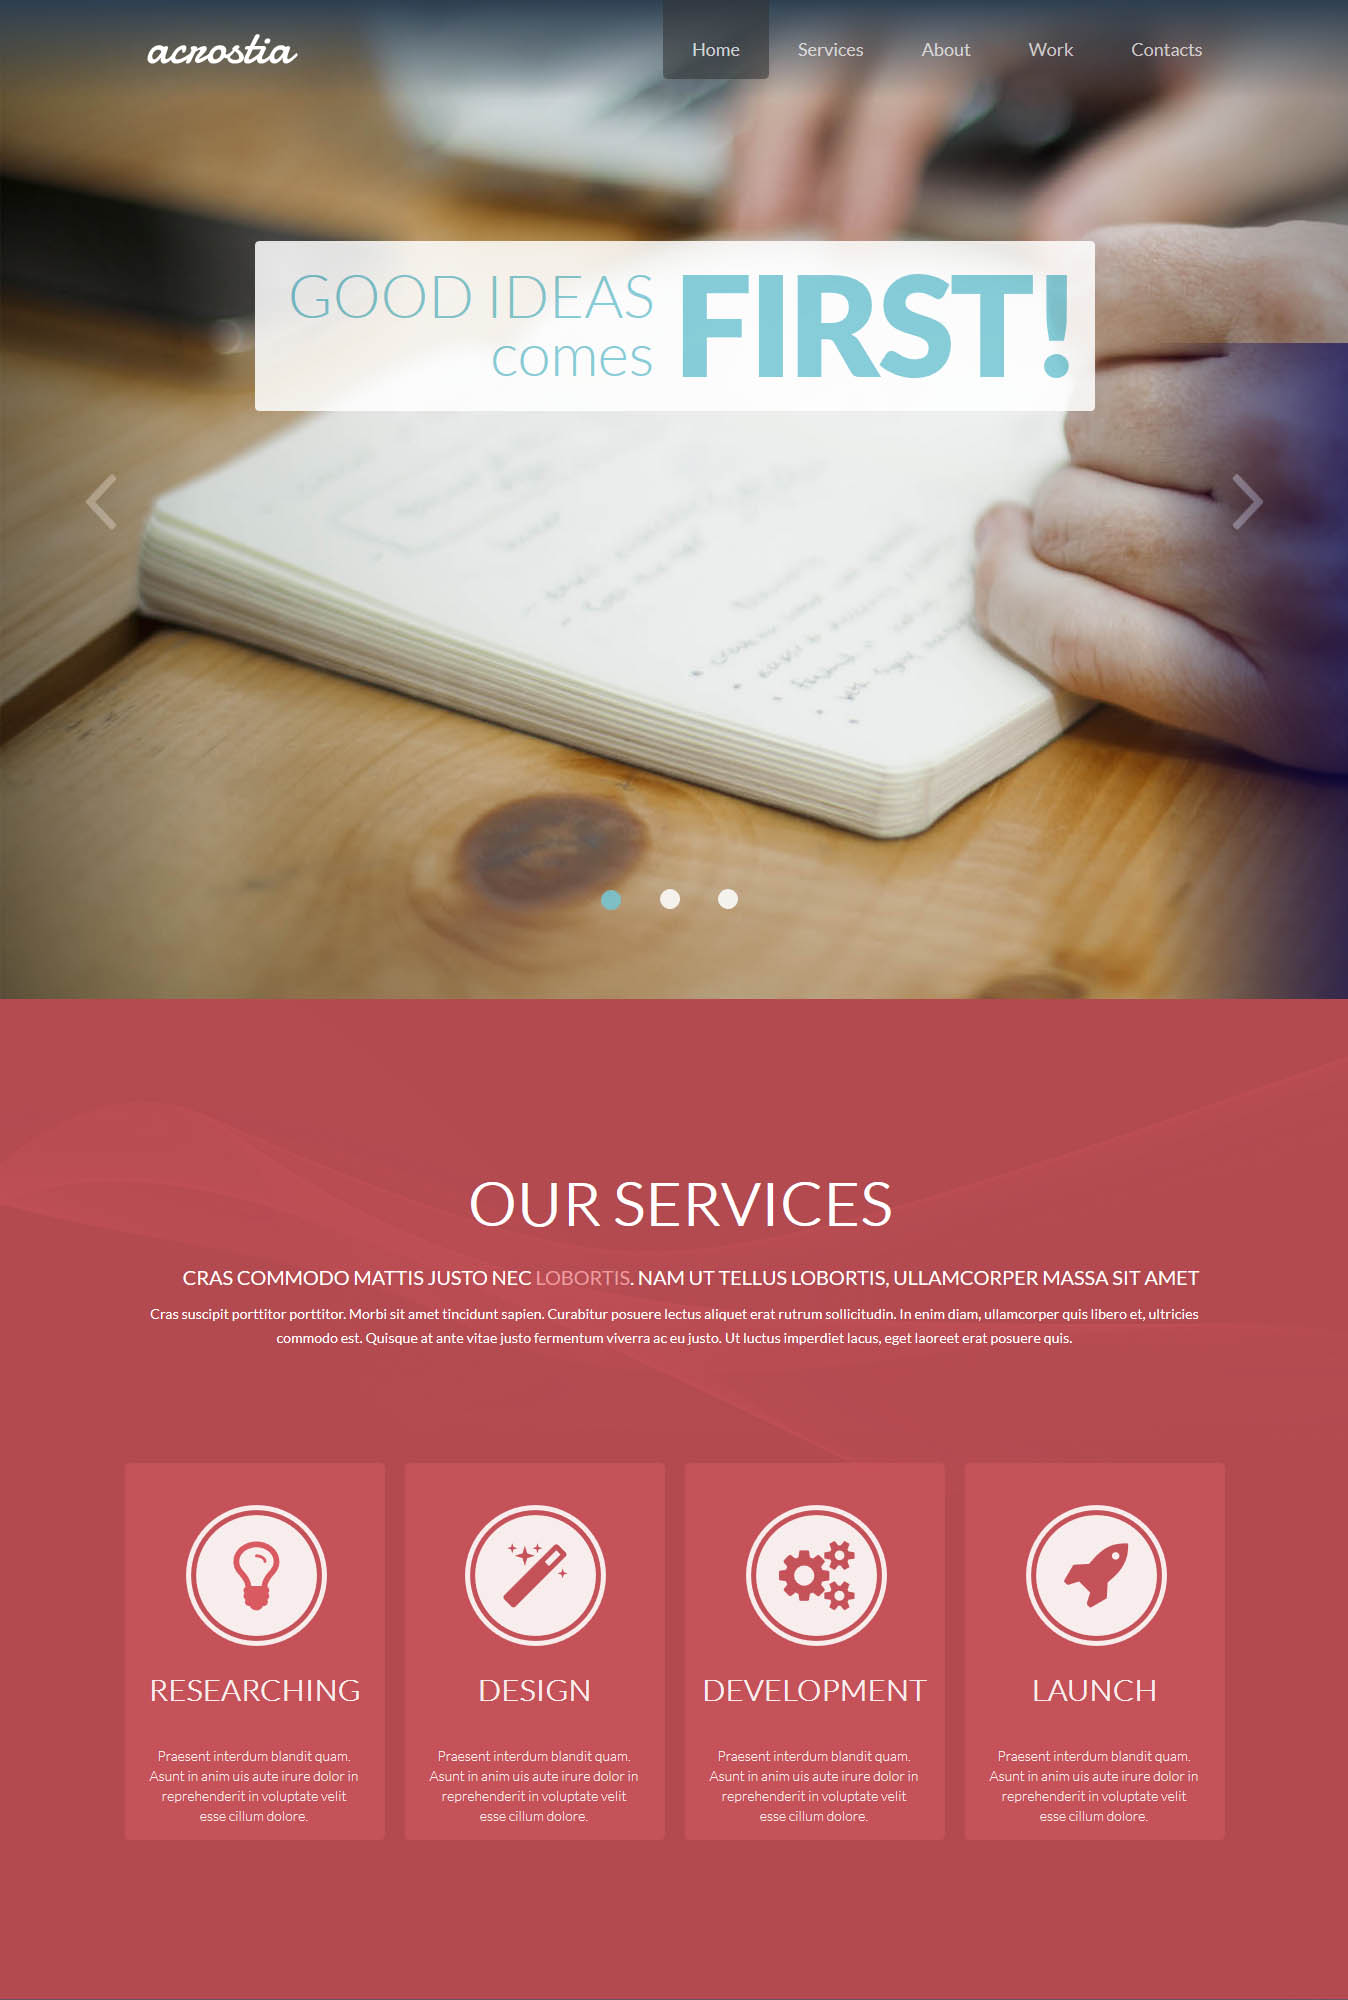 acrostia
Home Services About Work Contacts
GOOD IDEAS
comes
FIRST!
OUR SERVICES
CRAS COMMODO MATTIS JUSTO NEC LOBORTIS. NAM UT TELLUS LOBORTIS, ULLAMCORPER MASSA SIT AMET
Cras suscipit porttitor porttitor. Morbi sit amet tincidunt sapien. Curabitur posuere lectus aliquet erat rutrum sollicitudin. In enim diam, ullamcorper quis libero et, ultricies
commodo est. Quisque at ante vitae justo fermentum viverra ac eu justo. Ut luctus imperdiet lacus, eget laoreet erat posuere quis.
RESEARCHING
Praesent interdum blandit quam.
Asunt in anim uis aute irure dolor in
reprehenderit in voluptate velit
esse cillum dolore.
DESIGN
Praesent interdum blandit quam.
Asunt in anim uis aute irure dolor in
reprehenderit in voluptate velit
esse cillum dolore.
DEVELOPMENT
Praesent interdum blandit quam.
Asunt in anim uis aute irure dolor in
reprehenderit in voluptate velit
esse cillum dolore.
LAUNCH
Praesent interdum blandit quam.
Asunt in anim uis aute irure dolor in
reprehenderit in voluptate velit
esse cillum dolore.